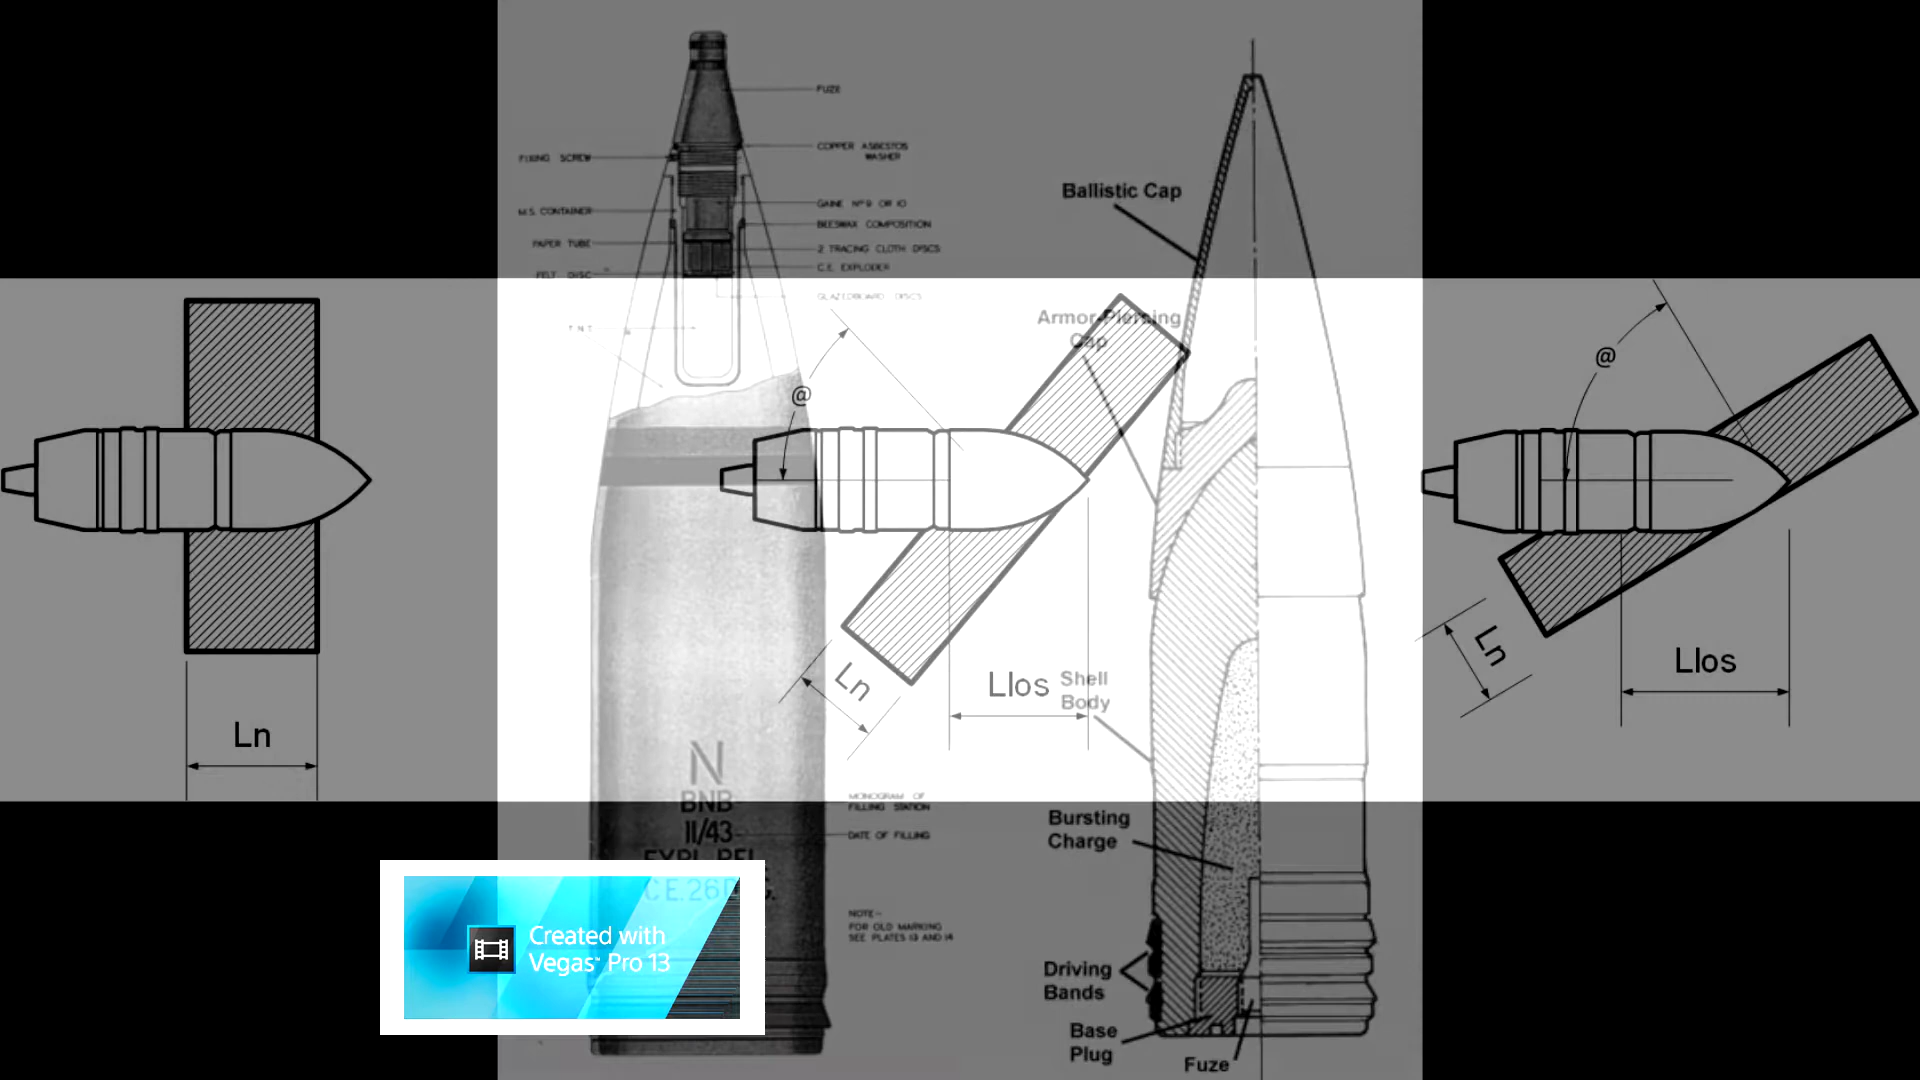 FUZE
COPPER ASBESTOS
WASHER
FIXING SCREW
GAINE Nº 9 OR 10
M.S. CONTAINER
BEESWAX COMPOSITION
PAPER TUBE
2 TRACING CLOTH DISCS
C.E. EXPLODER
FELT DISC
GLAZEDBOARD DISCS
T.N.T.
N
BNB
11/43
MONOGRAM OF
FILLING STATION
DATE OF FILLING
NOTE:-
FOR OLD MARKING
SEE PLATES 13 AND 14
Ballistic Cap
Armor-Piercing
Cap
Shell
Body
Bursting
Charge
Driving
Bands
Base
Plug
Fuze
Ln
@
Ln
Llos
@
Ln
Llos
Created with
Vegas™ Pro 13